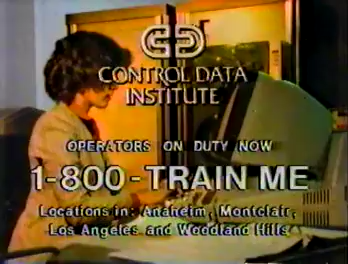 CONTROL DATA
INSTITUTE
OPERATORS ON DUTY NOW
1-800-TRAIN ME
Locations in: Anaheim, Montclair,
Los Angeles and Woodland Hills